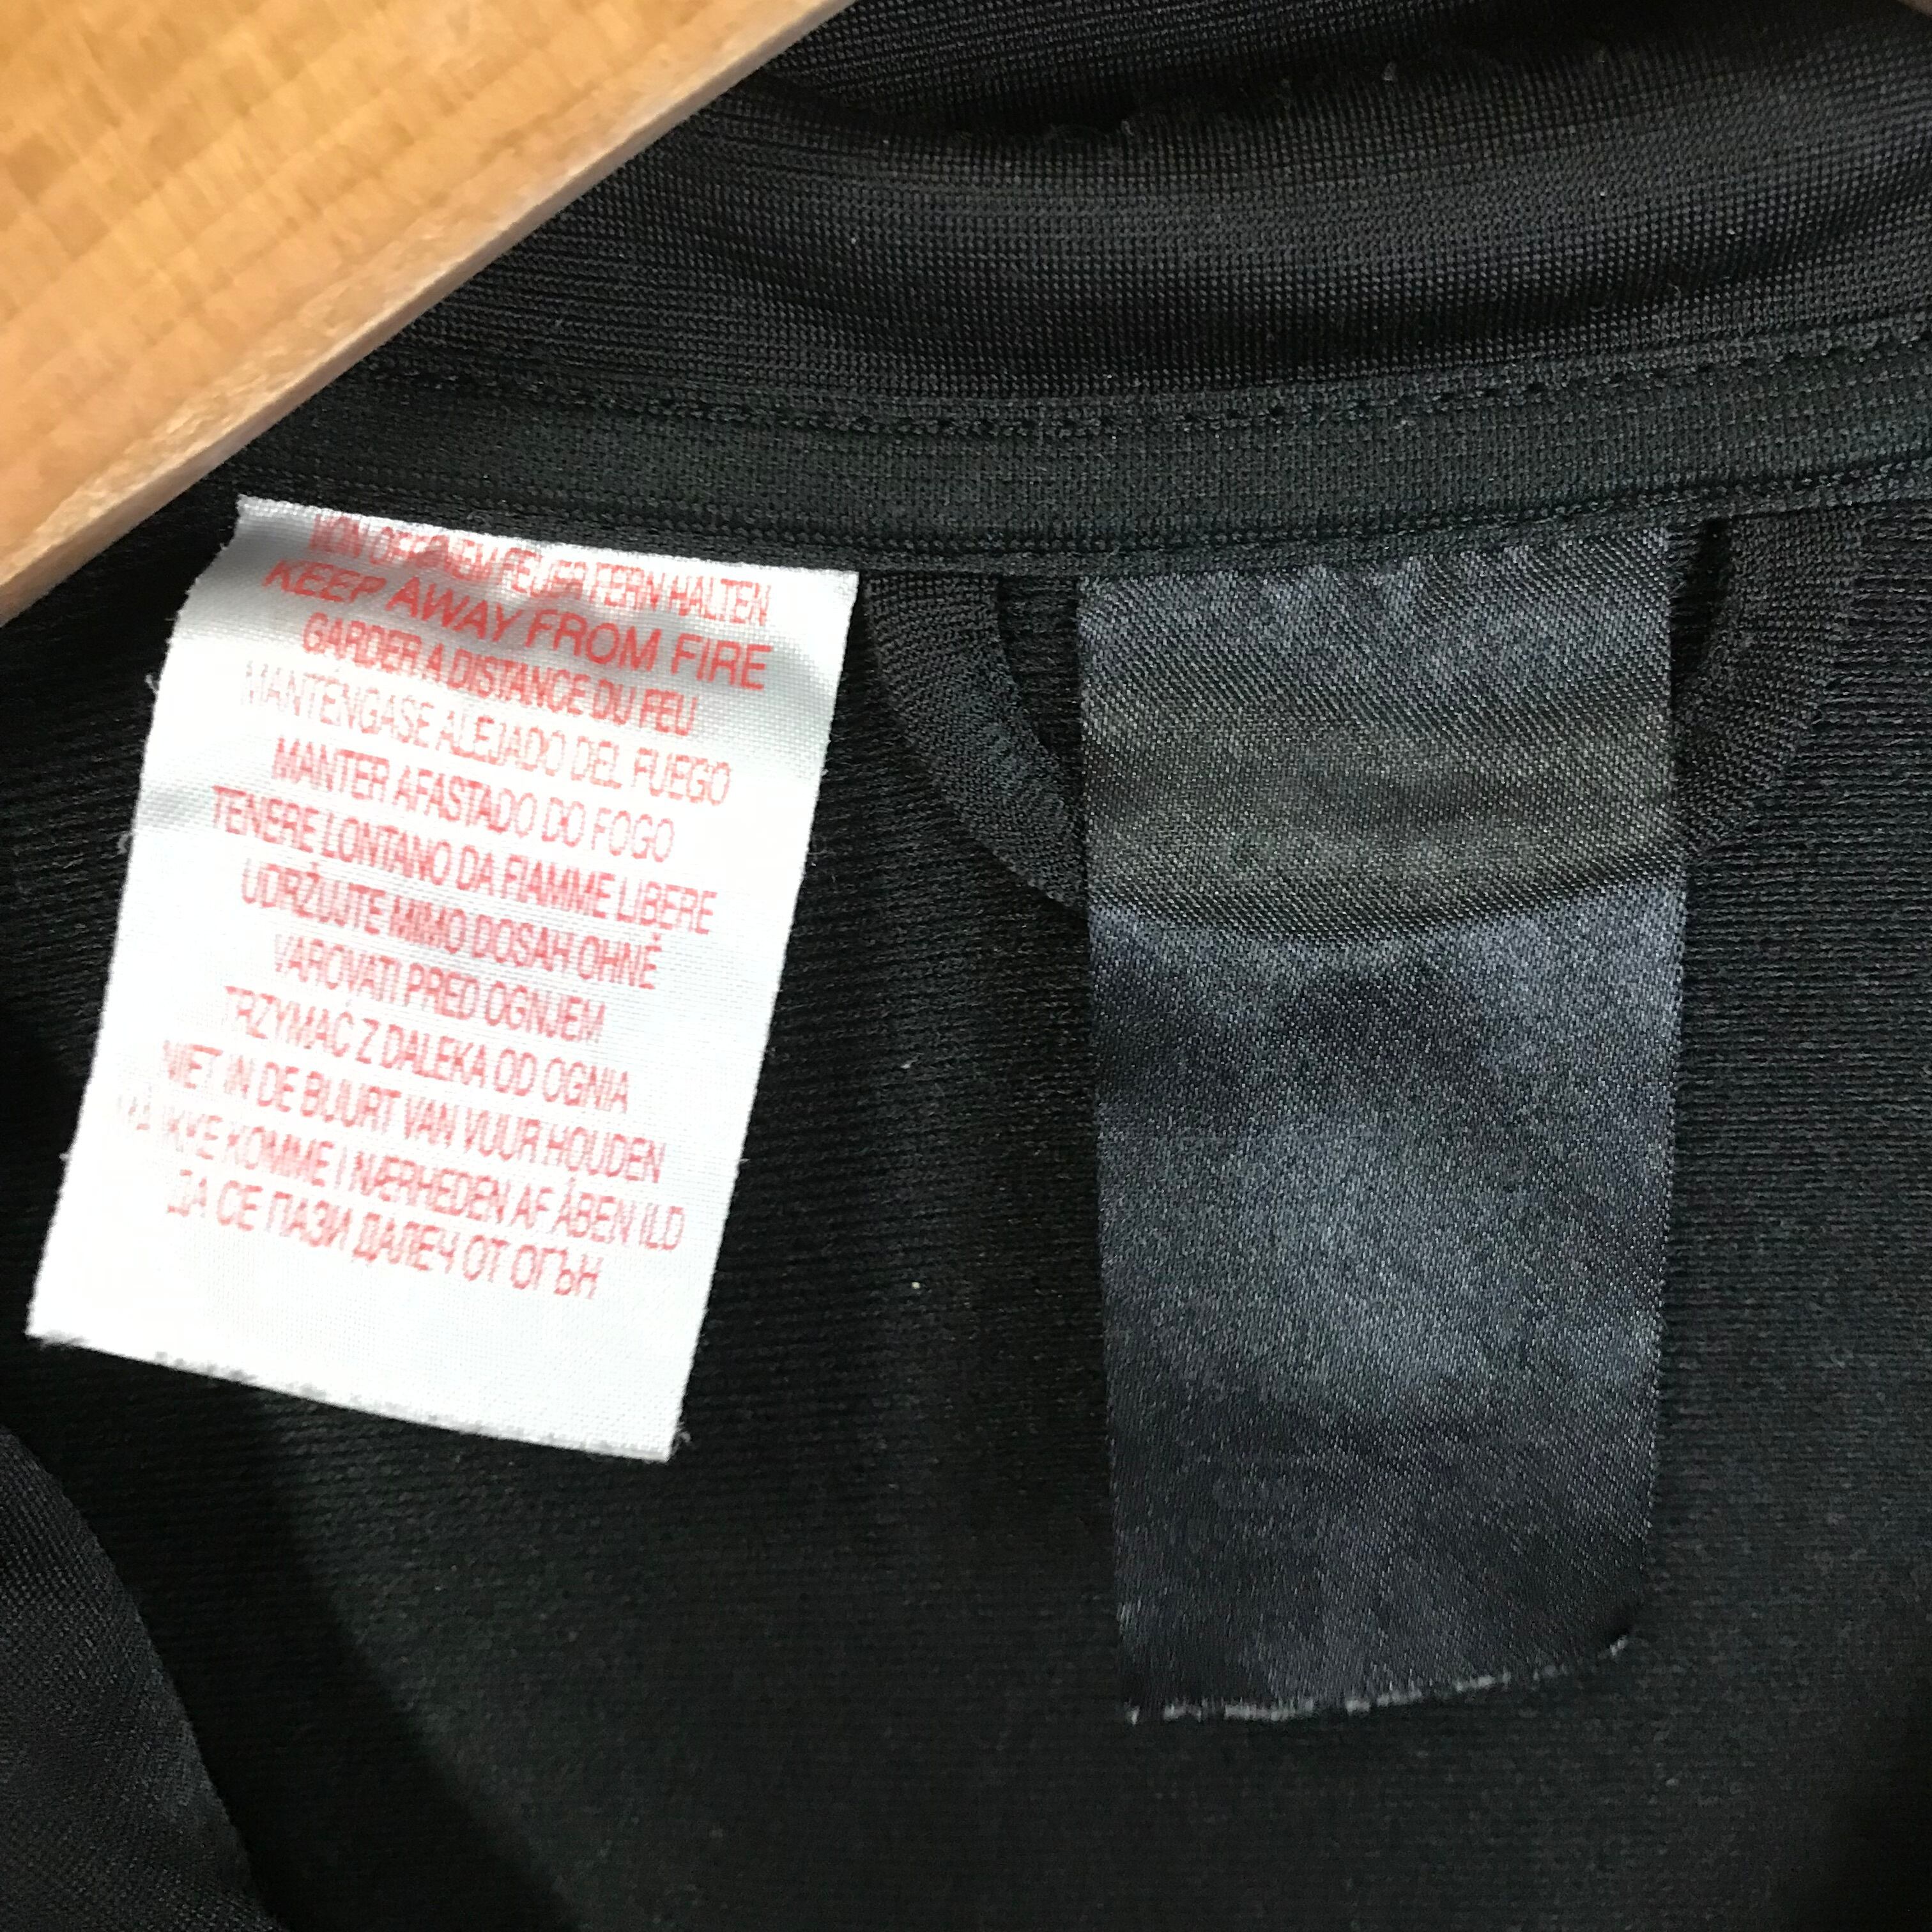 VON OFFENEM FEUER FERN HALTEN
KEEP AWAY FROM FIRE
GARDER A DISTANCE DU FEU
MANTENGASE ALEJADO DEL FUEGO
MANTER AFASTADO DO FOGO
TENERE LONTANO DA FIAMME LIBERE
UDRŽUJTE MIMO DOSAH OHNĚ
VAROVATI PRED OGNJEM
TRZYMAĆ Z DALEKA OD OGNIA
NIET IN DE BUURT VAN VUUR HOUDEN
KOMME I NÆRHEDEN AF ÅBEN ILD
ДА СЕ ПАЗИ ДАЛЕЧ ОТ ОГЪН